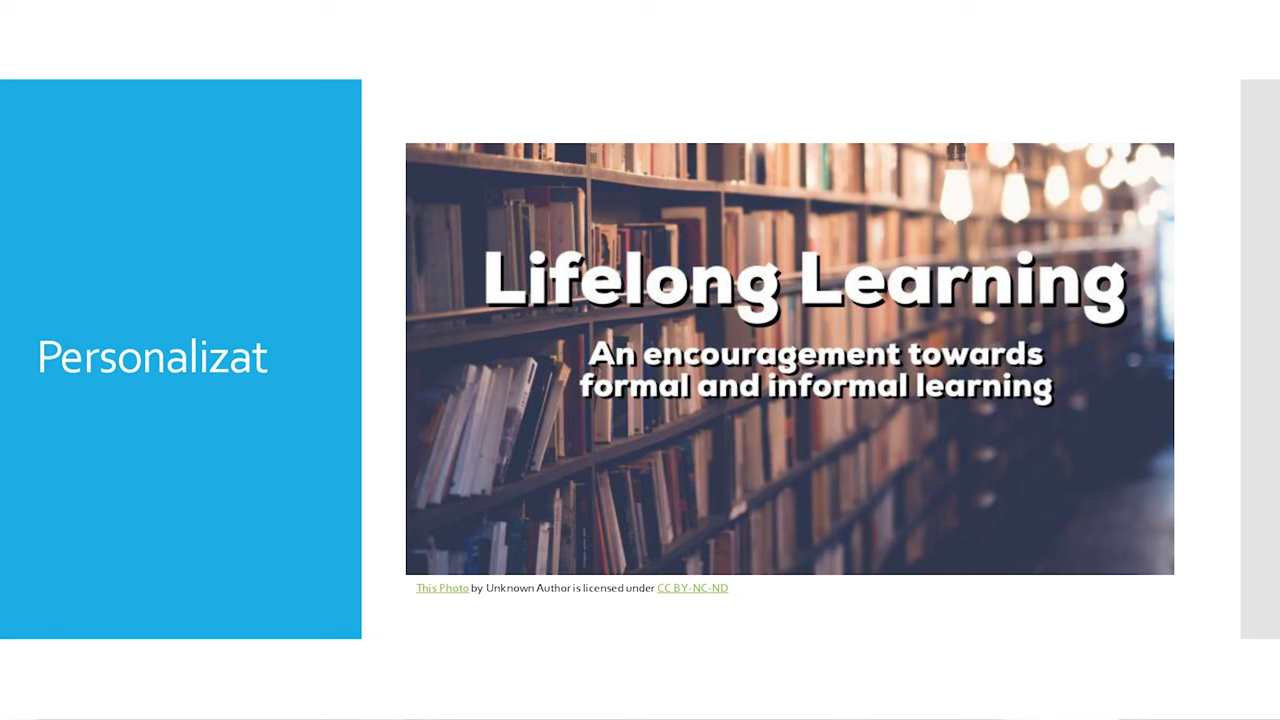 Personalizat
Lifelong Learning
An encouragement towards
formal and informal learning
This Photo by Unknown Author is licensed under CC BY-NC-ND